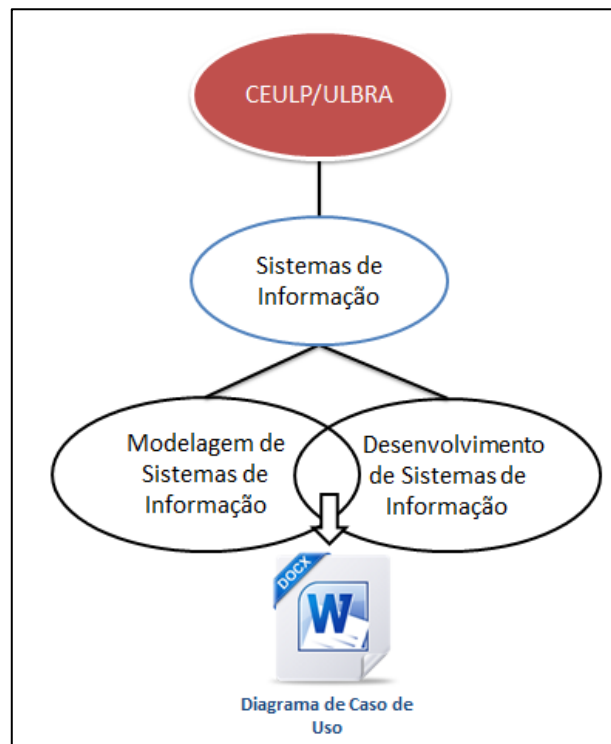 CEULP/ULBRA
Sistemas de
Informação
Modelagem de
Sistemas de
Informação
Desenvolvimento
de Sistemas de
Informação
DOCX
W
Diagrama de Caso de
Uso